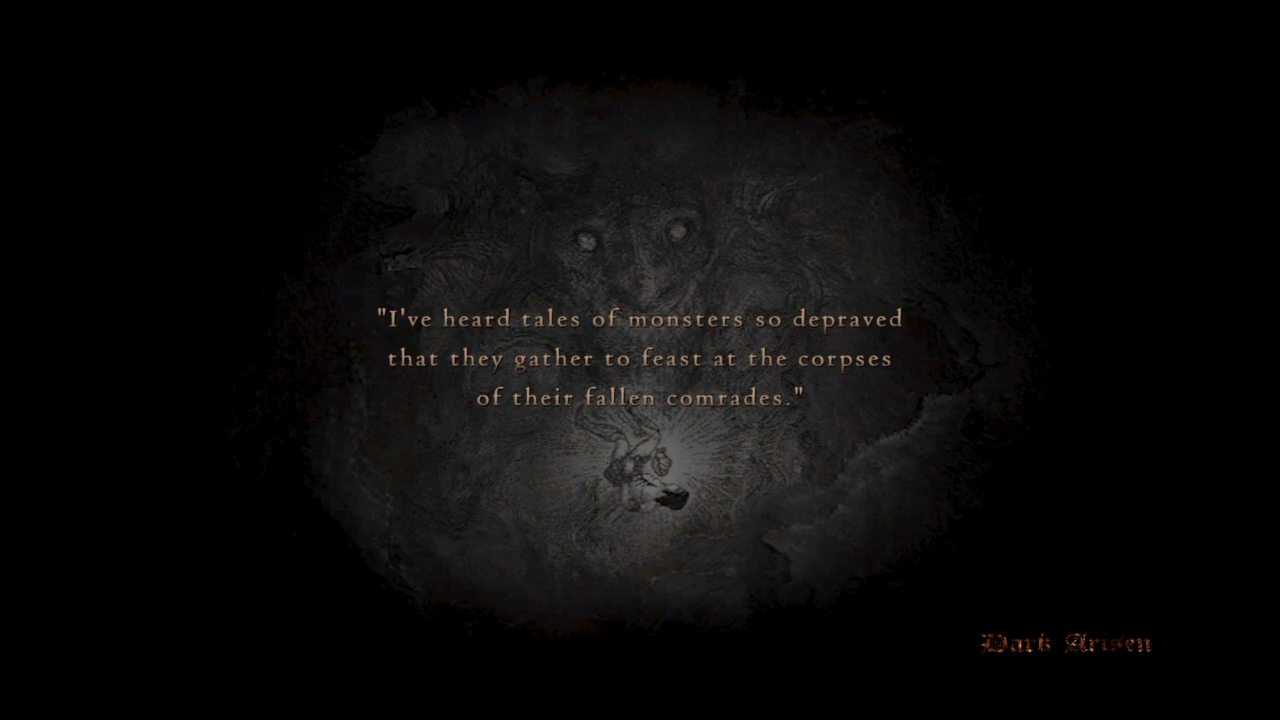 "I've heard tales of monsters so depraved
that they gather to feast at the corpses
of their fallen comrades."
Dark Arisen